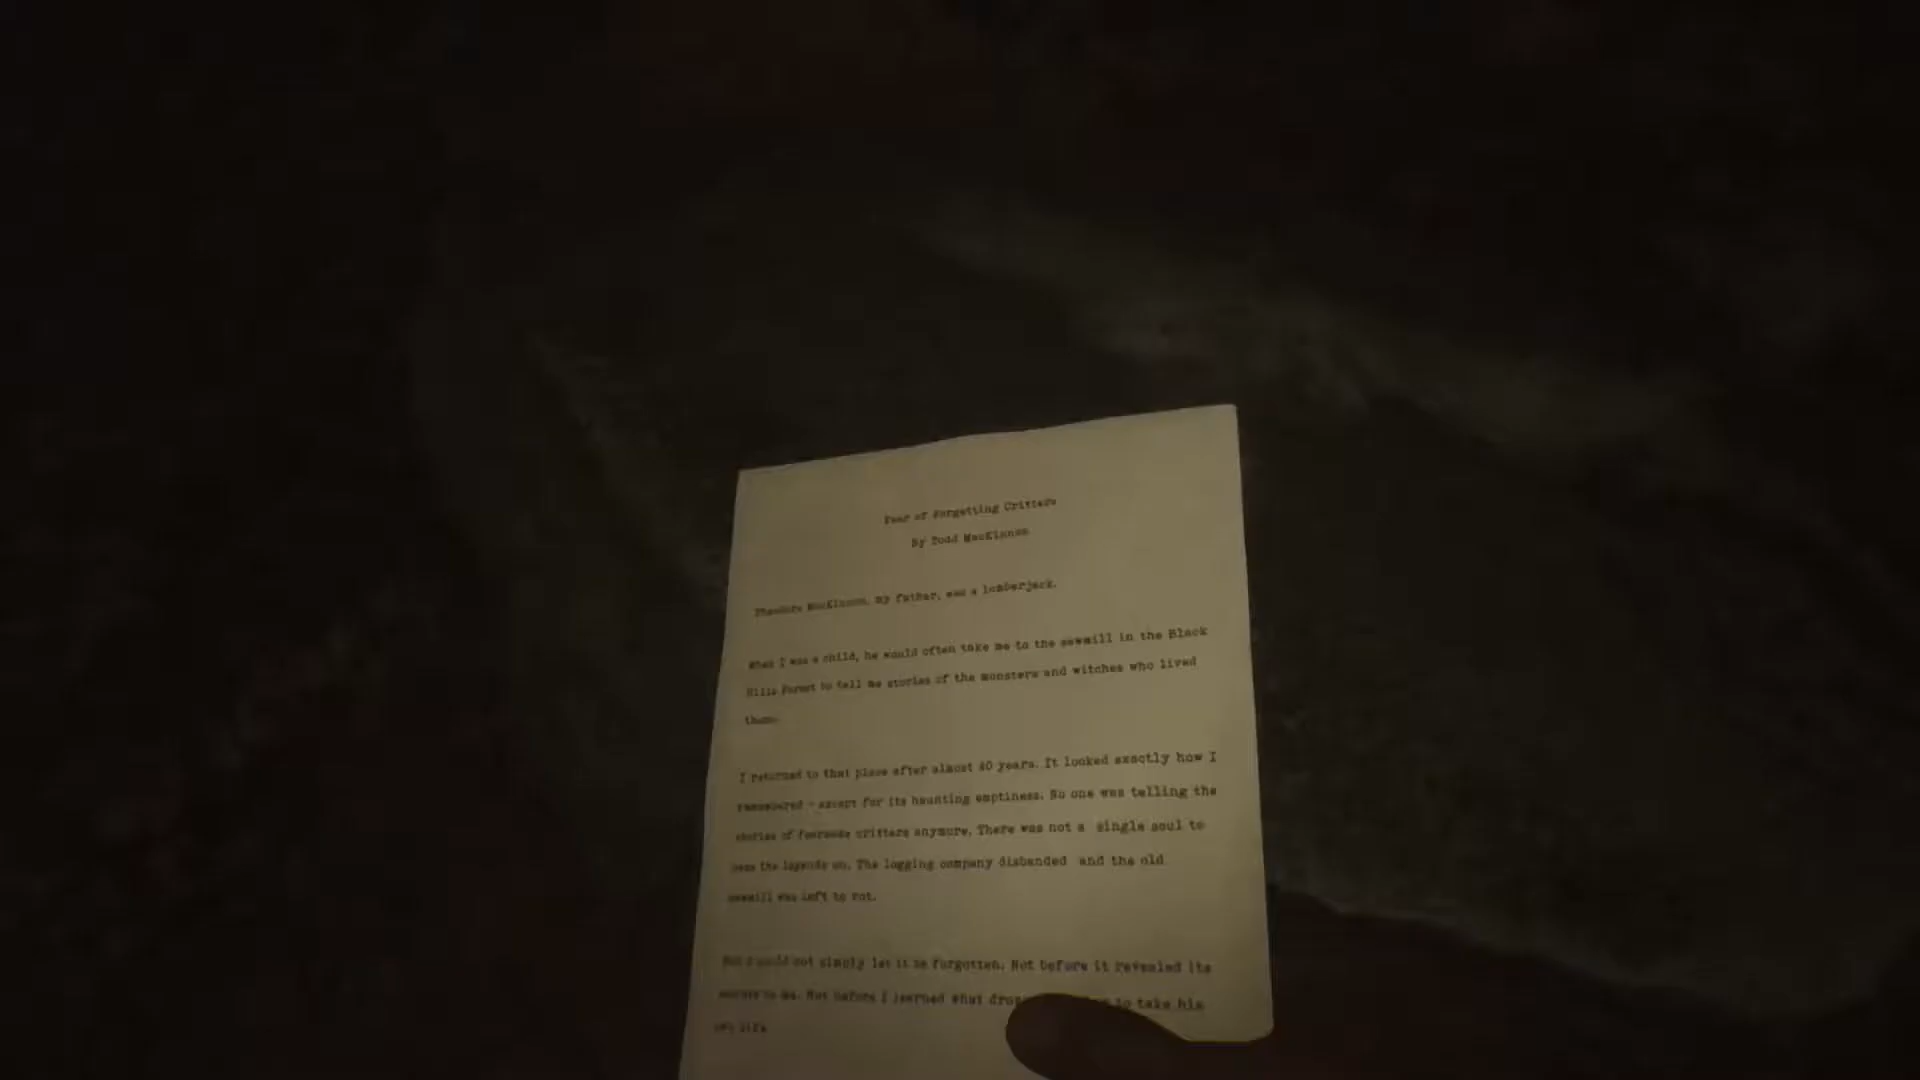 Fear of Forgetting Critters
By Todd MacKinnon
Theodore MacKinnon, my father, was a lumberjack.
When I was a child, he would often take me to the sawmill in the Black
Hills Forest to tell me stories of the monsters and witches who lived
there.
I returned to that place after almost 40 years. It looked exactly how I
remembered - except for its haunting emptiness. No one was telling the
stories of fearsome critters anymore. There was not a single soul to
pass the legends on. The logging company disbanded and the old
sawmill was left to rot.
But I could not simply let it be forgotten. Not before it revealed its
secrets to me. Not before I learned what to take his
own life